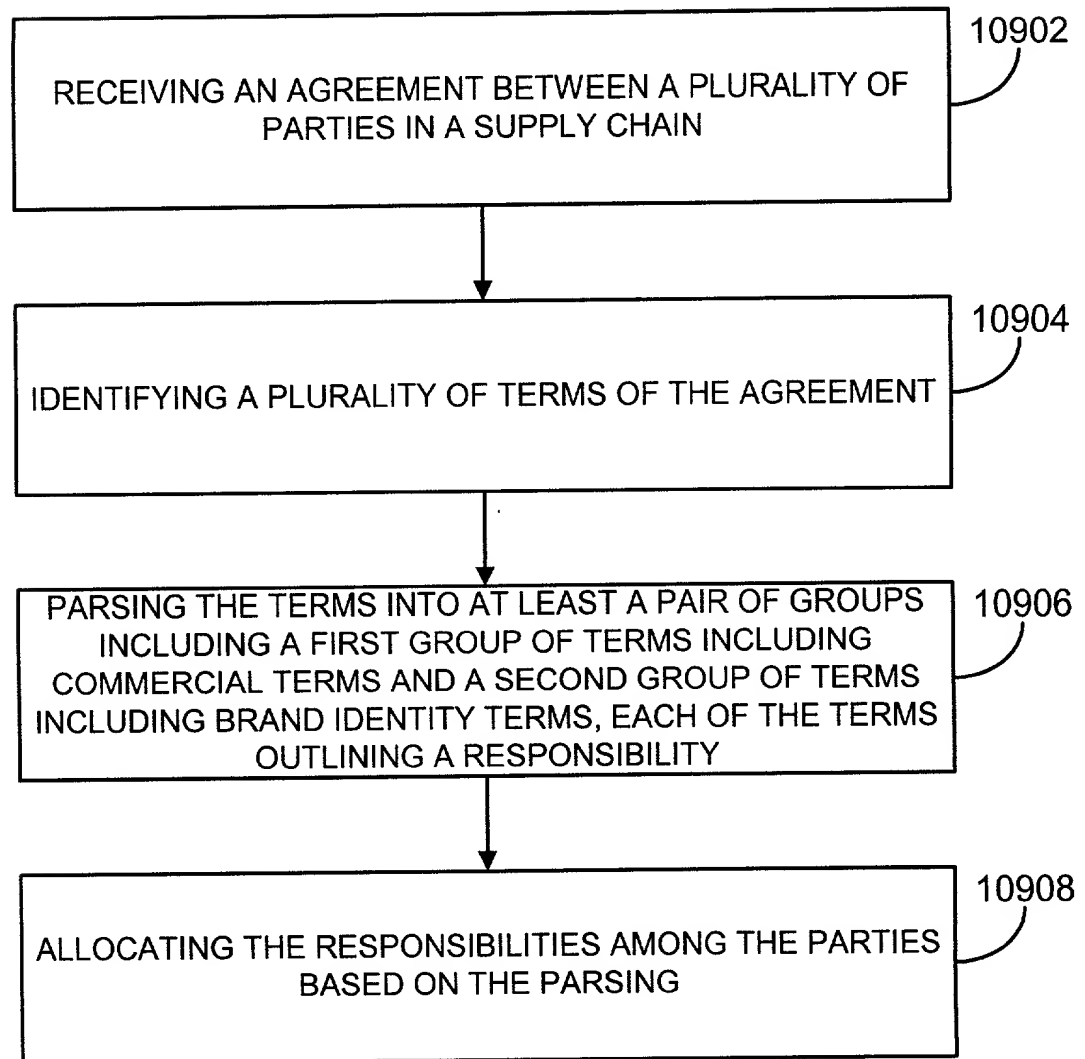 10902
RECEIVING AN AGREEMENT BETWEEN A PLURALITY OF
PARTIES IN A SUPPLY CHAIN
10904
IDENTIFYING A PLURALITY OF TERMS OF THE AGREEMENT
10906
PARSING THE TERMS INTO AT LEAST A PAIR OF GROUPS
INCLUDING A FIRST GROUP OF TERMS INCLUDING
COMMERCIAL TERMS AND A SECOND GROUP OF TERMS
INCLUDING BRAND IDENTITY TERMS, EACH OF THE TERMS
OUTLINING A RESPONSIBILITY
10908
ALLOCATING THE RESPONSIBILITIES AMONG THE PARTIES
BASED ON THE PARSING